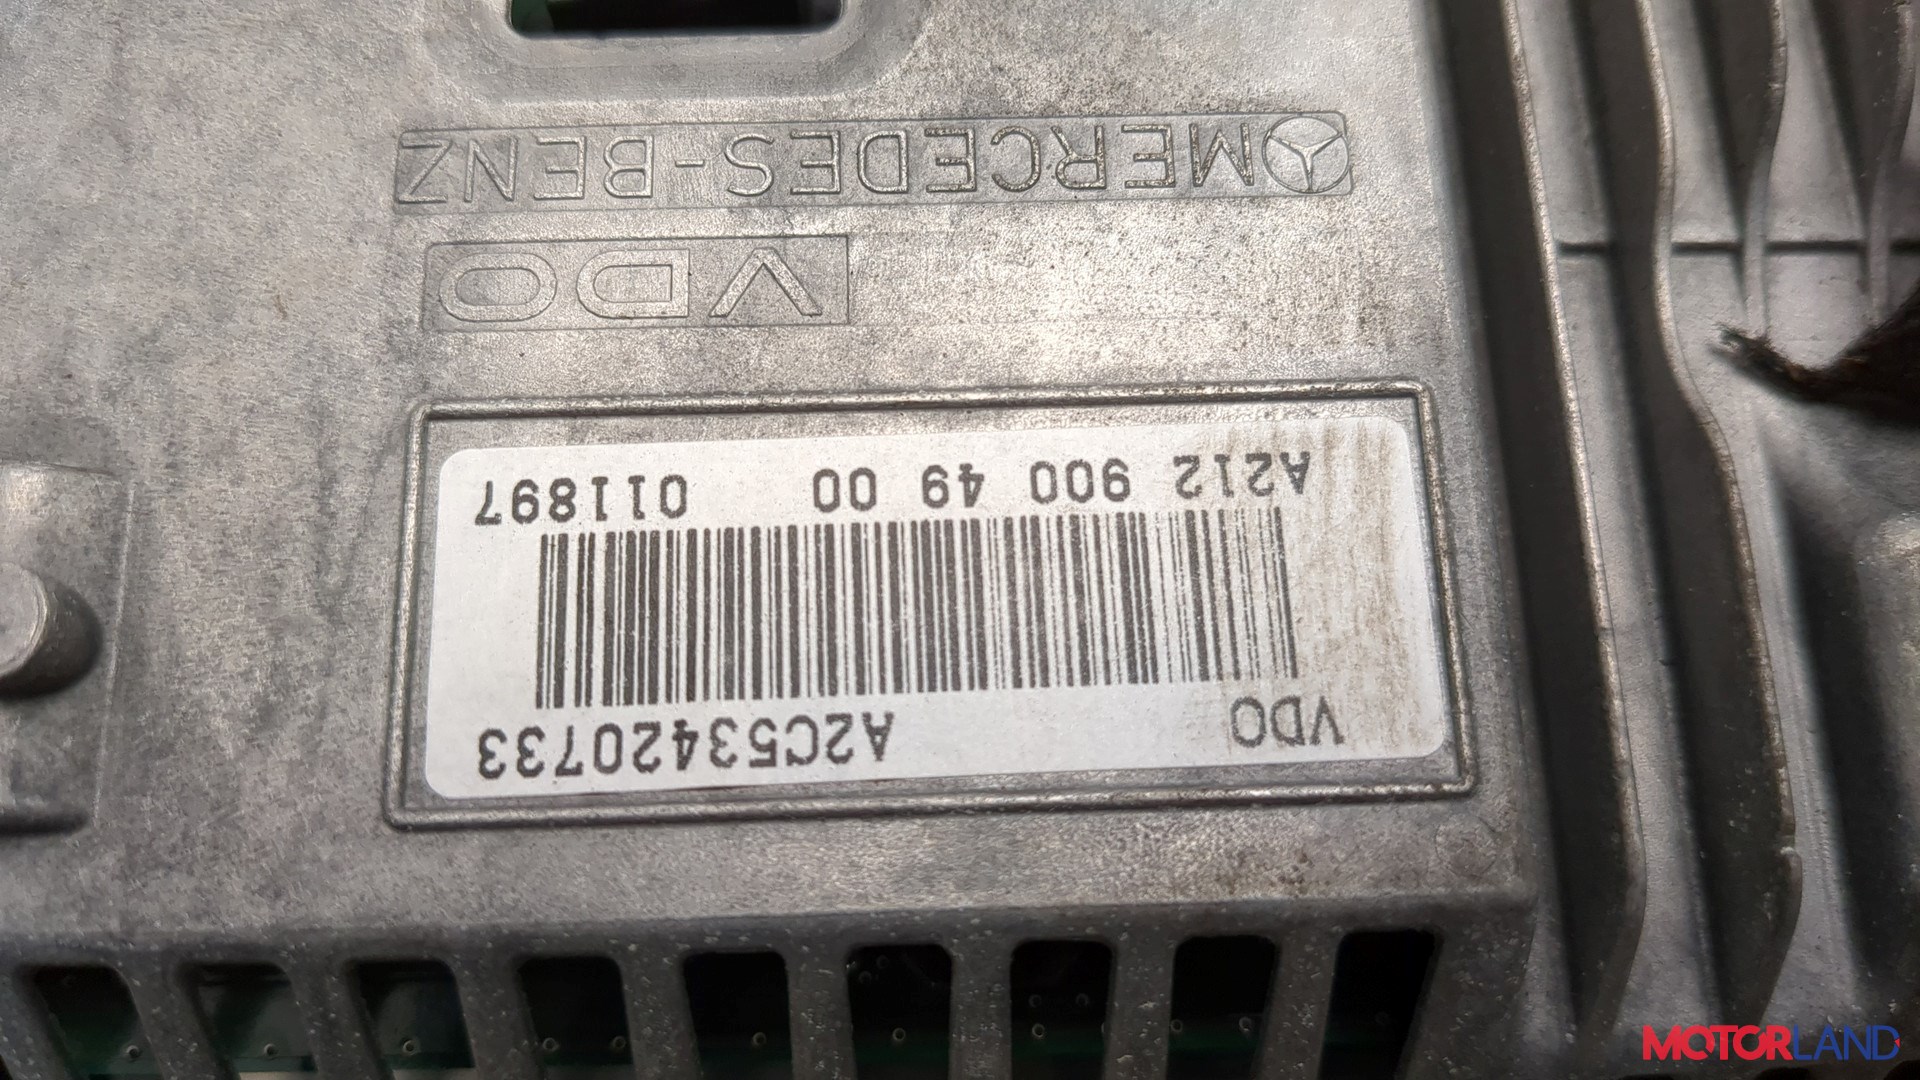 VDO A2C53420733
A212 900 49 00 011897
VDO
MERCEDES-BENZ
MOTORLAND